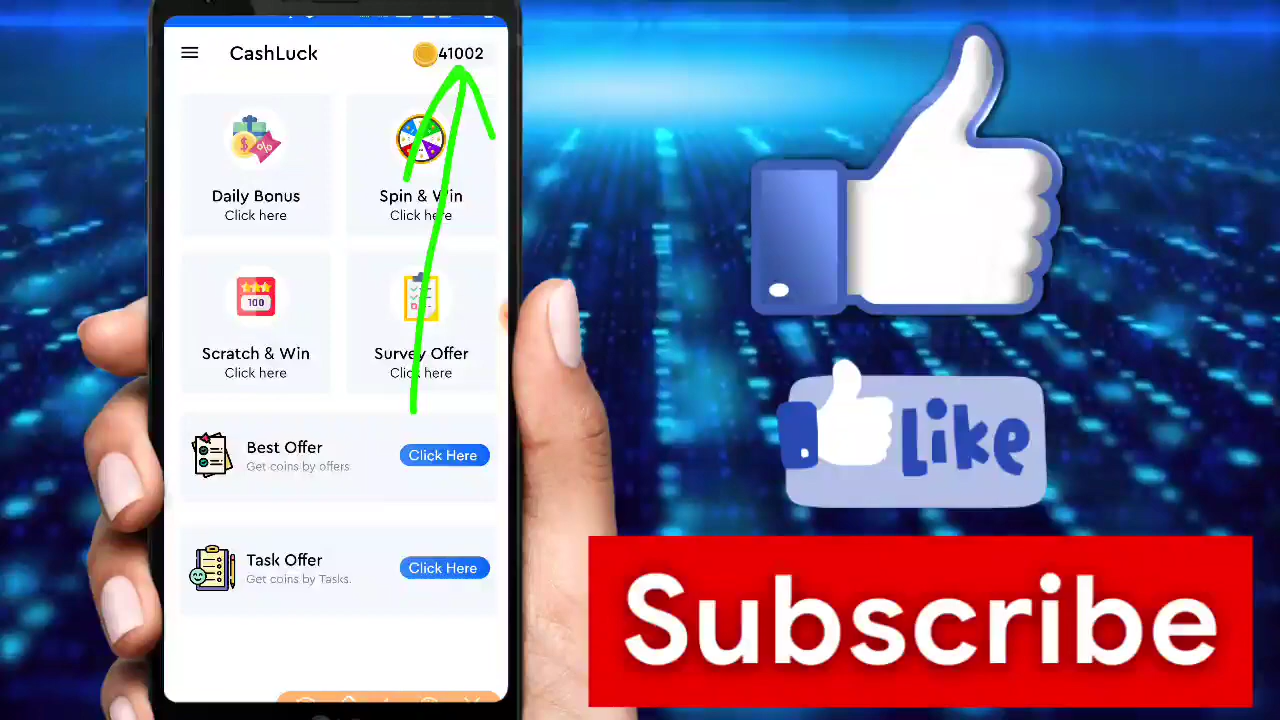 CashLuck
41002
Daily Bonus
Click here
Spin & Win
Click here
100
Scratch & Win
Click here
Survey Offer
Click here
Best Offer
Get coins by offers
Click Here
Task Offer
Get coins by Tasks.
Click Here
Like
Subscribe